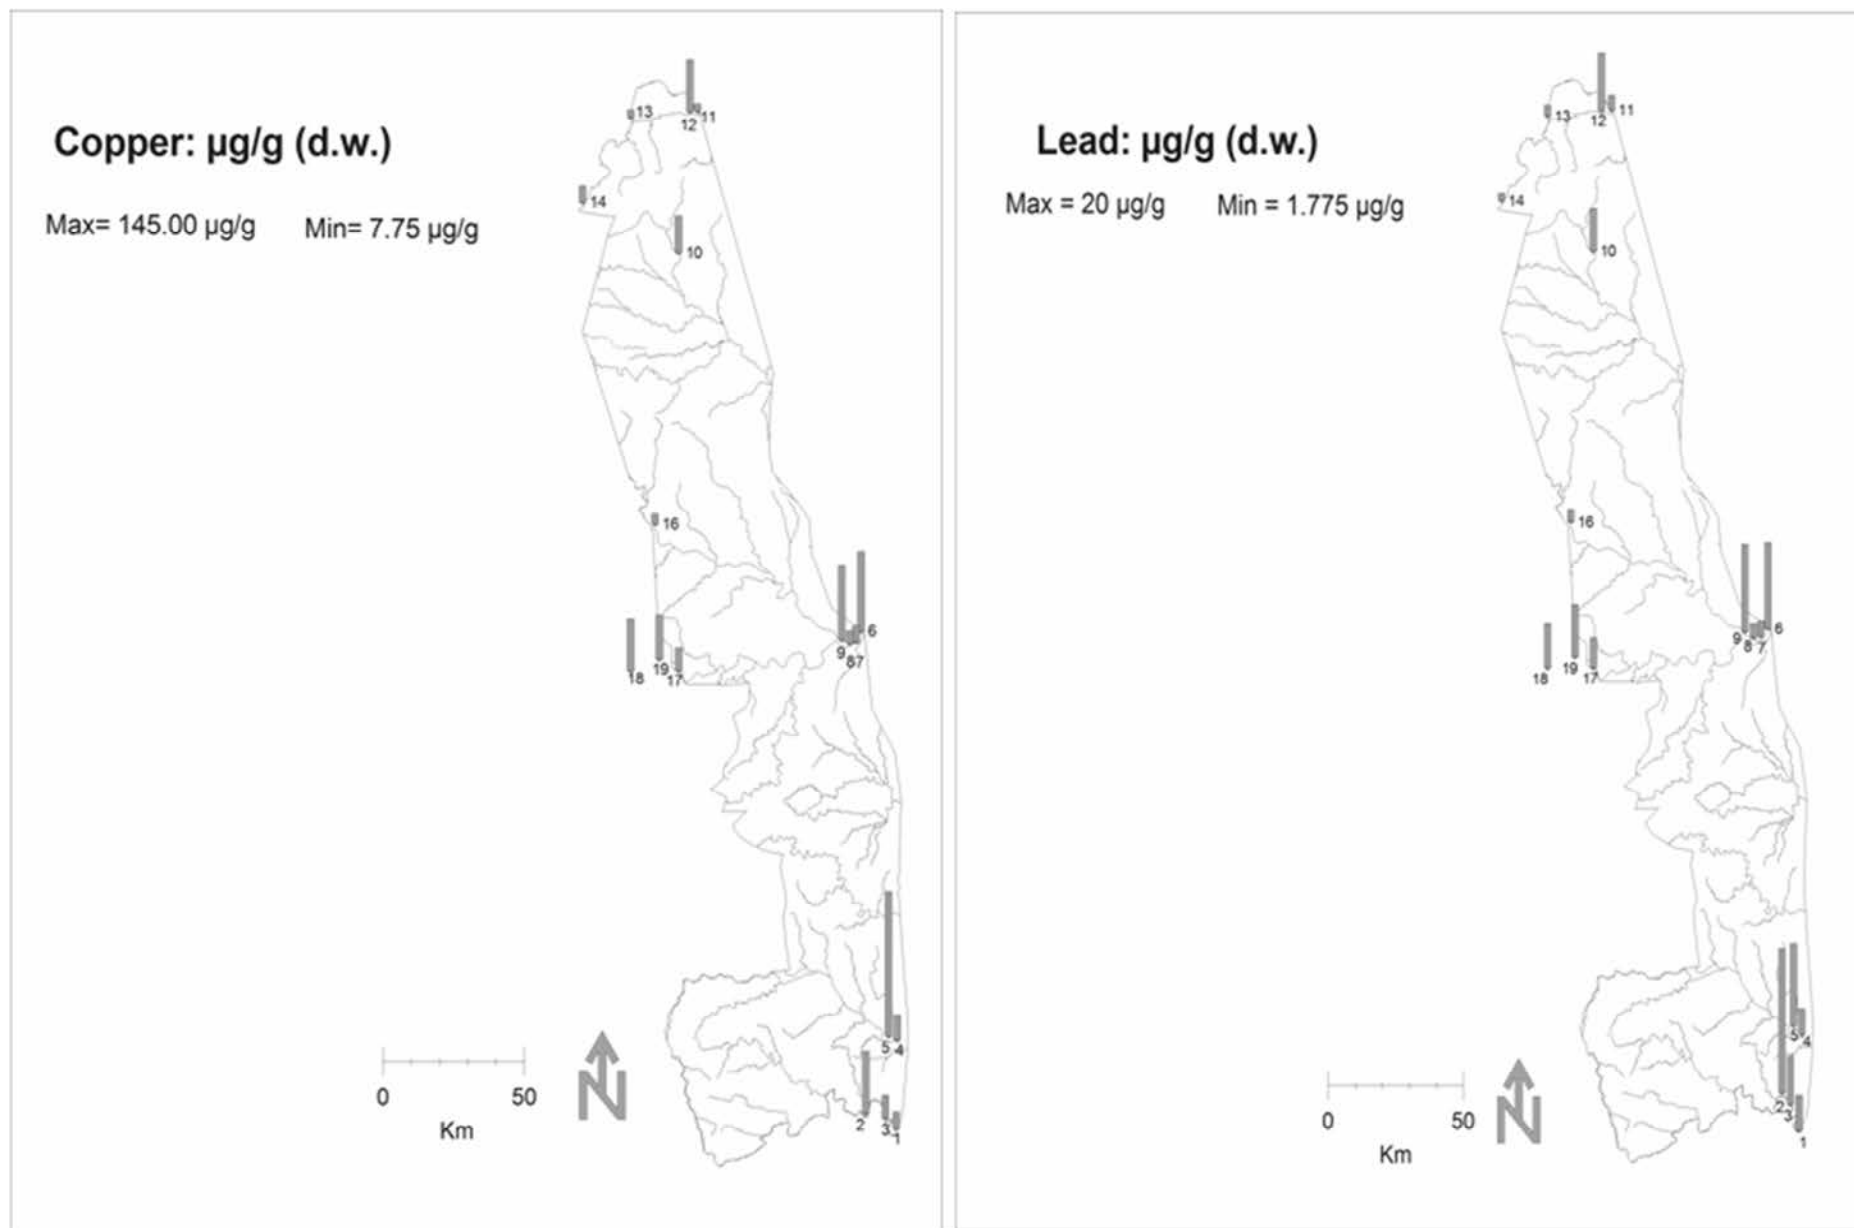 Copper: µg/g (d.w.)
Max= 145.00 µg/g Min= 7.75 µg/g
13
12 11
14
10
16
6
9 8 7
18 19 17
5 4
2 3 1
0 50
Km
N
Lead: µg/g (d.w.)
Max = 20 µg/g Min = 1.775 µg/g
13 12 11
14
10
16
9 8 7 6
18 19 17
5 4
2 3
1
0 50
Km
N